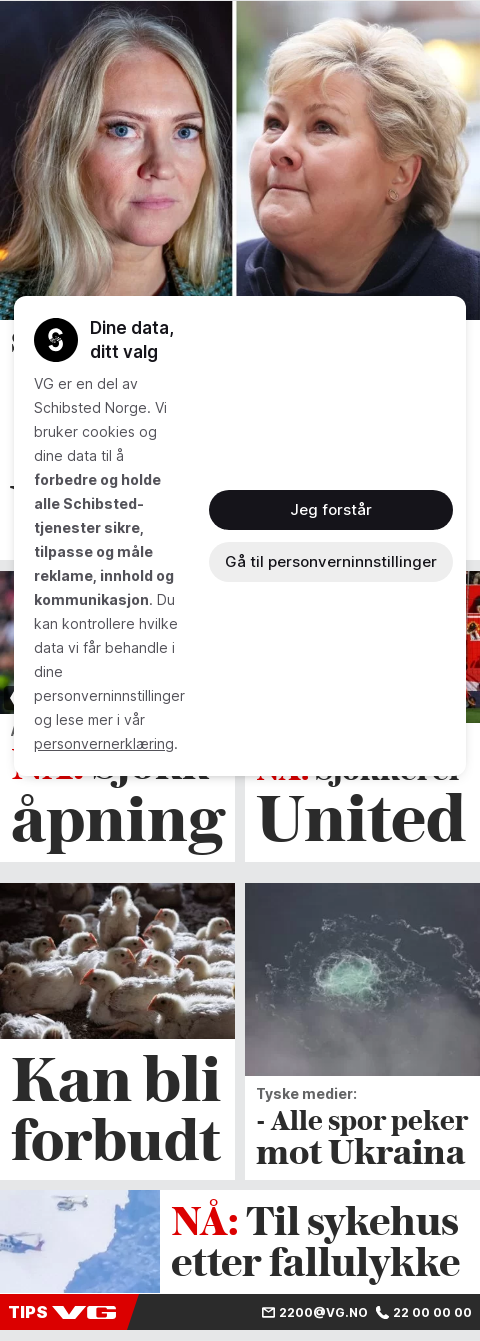 Dine data,
ditt valg
VG er en del av
Schibsted Norge. Vi
bruker cookies og
dine data til å
forbedre og holde
alle Schibsted-
tjenester sikre,
tilpasse og måle
reklame, innhold og
kommunikasjon. Du
kan kontrollere hvilke
data vi får behandle i
dine
personverninnstillinger
og lese mer i vår
personvernerklæring.
Jeg forstår
Gå til personverninnstillinger
åpning
NÅ: Sjokkerer
United
Kan bli
forbudt
Tyske medier:
- Alle spor peker
mot Ukraina
NÅ: Til sykehus
etter fallulykke
TIPS VG
2200@VG.NO 22 00 00 00